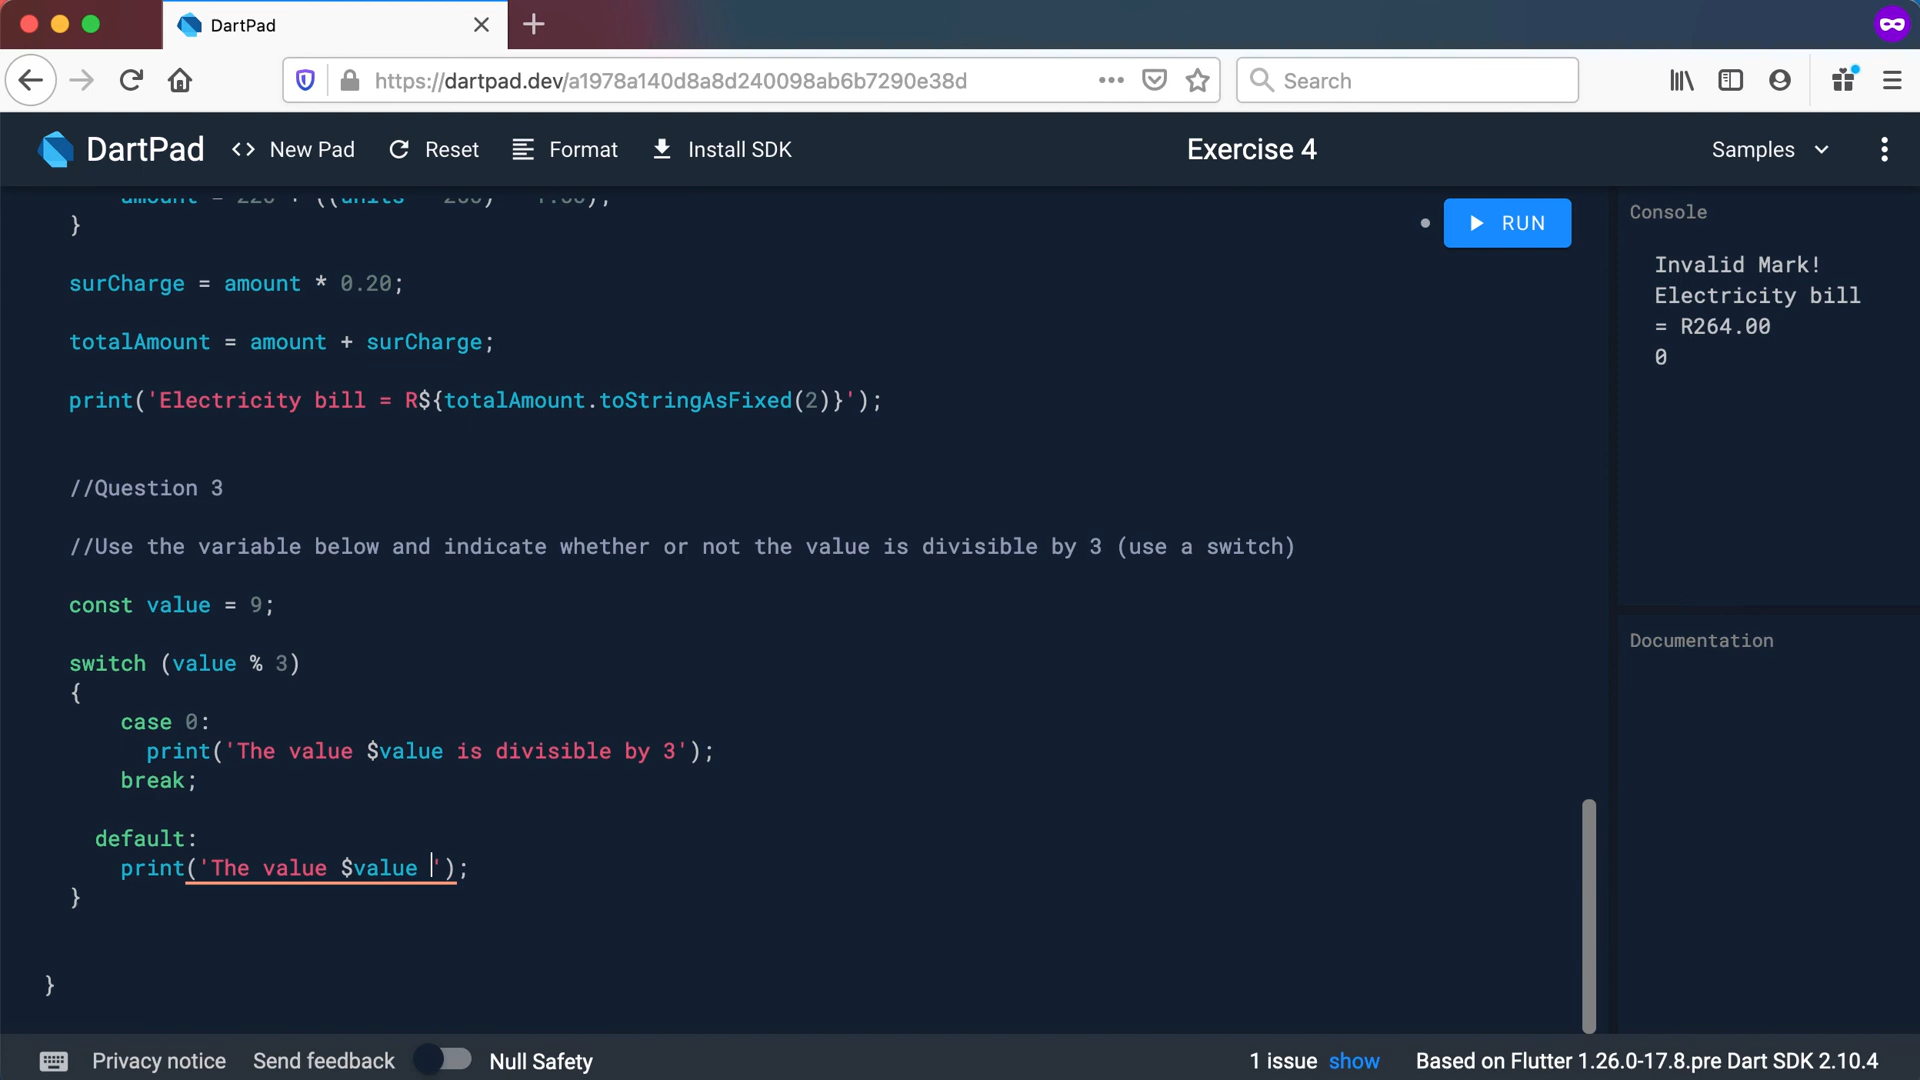 DartPad
https://dartpad.dev/a1978a140d8a8d240098ab6b7290e38d
Search
DartPad
New Pad
Reset
Format
Install SDK
Exercise 4
Samples
}
surCharge = amount * 0.20;
totalAmount = amount + surCharge;
print('Electricity bill = R${totalAmount.toStringAsFixed(2)}');
//Question 3
//Use the variable below and indicate whether or not the value is divisible by 3 (use a switch)
const value = 9;
switch (value % 3)
{
case 0:
print('The value $value is divisible by 3');
break;
default:
print('The value $value ');
}
}
RUN
Console
Invalid Mark!
Electricity bill
= R264.00
0
Documentation
Privacy notice
Send feedback
Null Safety
1 issue show
Based on Flutter 1.26.0-17.8.pre Dart SDK 2.10.4